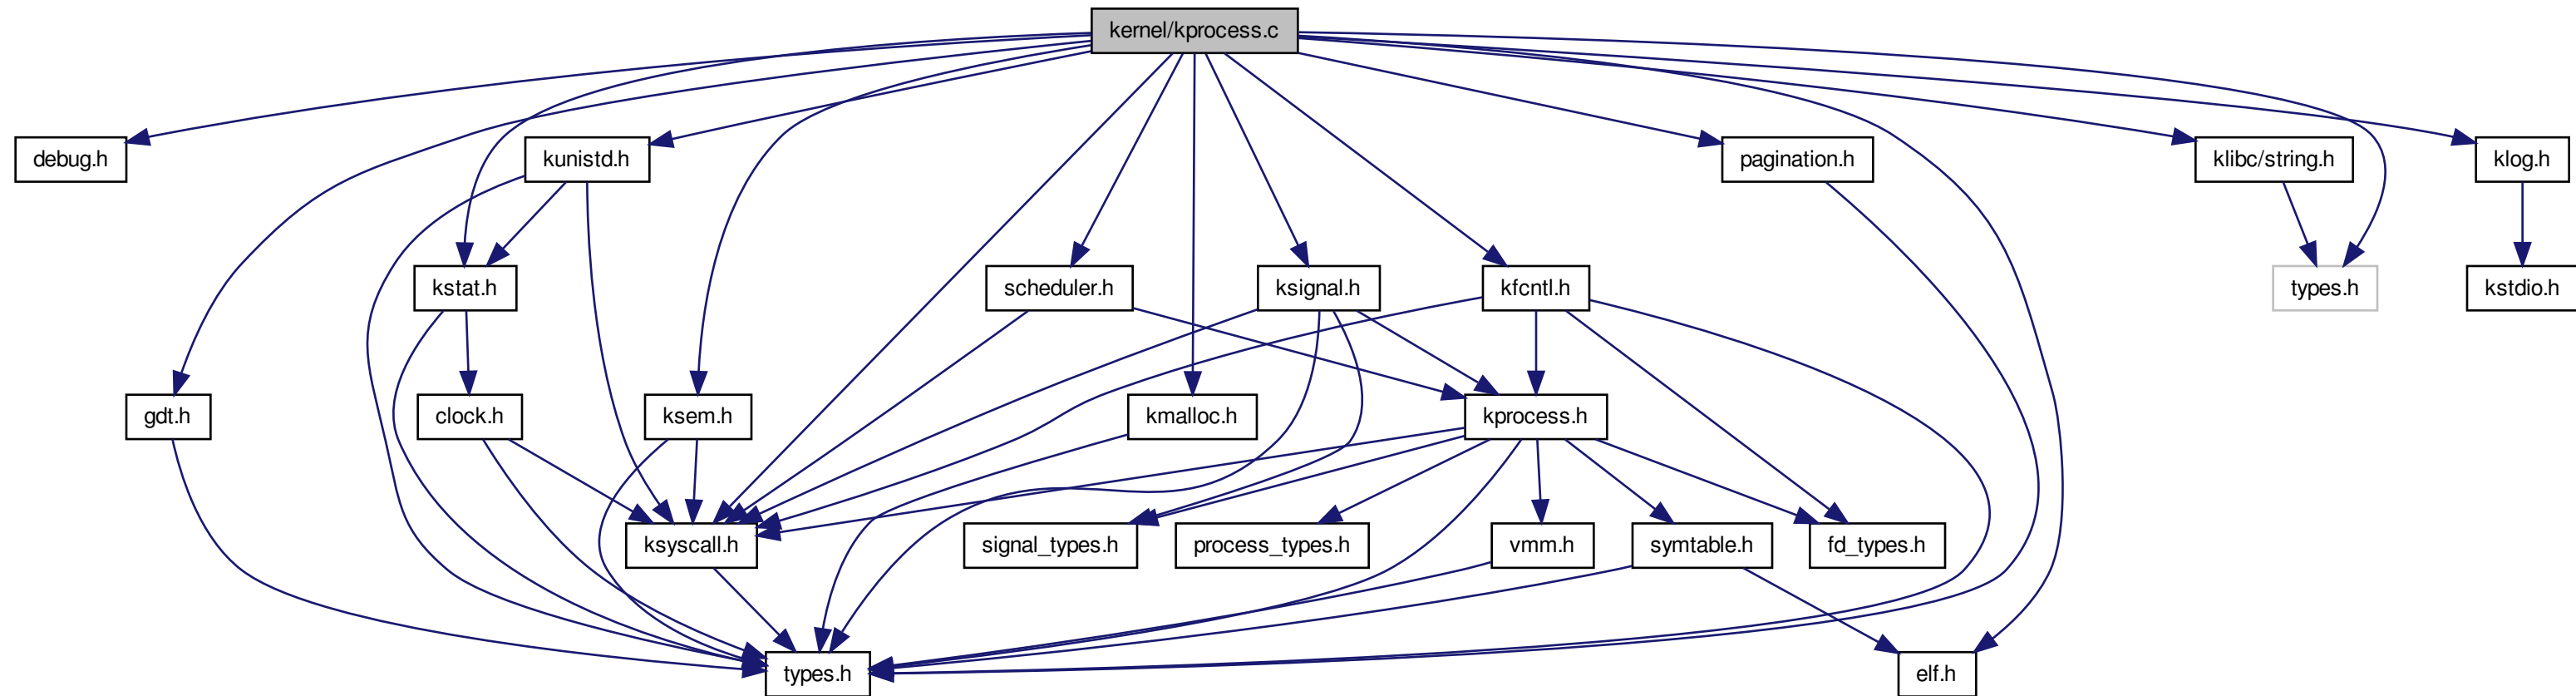 kernel/kprocess.c
debug.h
kunistd.h
pagination.h
klibc/string.h
klog.h
kstat.h
scheduler.h
ksignal.h
kfcntl.h
types.h
kstdio.h
gdt.h
clock.h
ksem.h
kmalloc.h
kprocess.h
ksyscall.h
signal_types.h
process_types.h
vmm.h
symtable.h
fd_types.h
types.h
elf.h